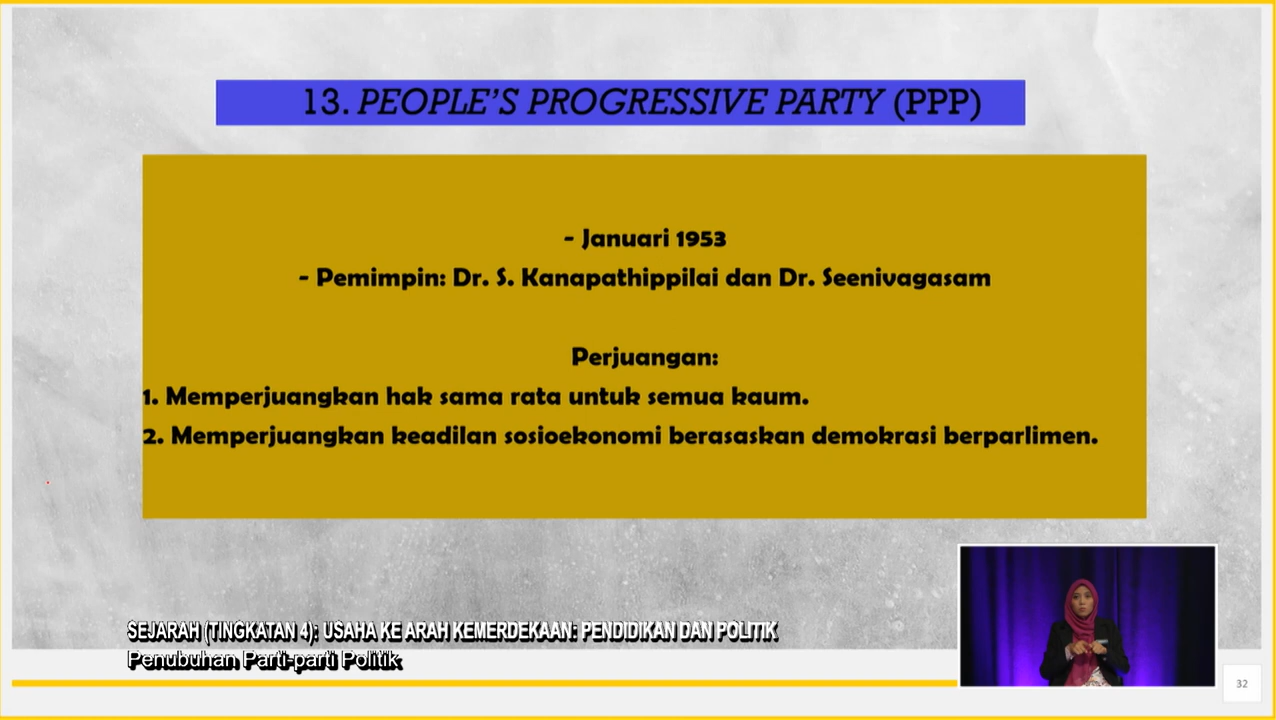 13. PEOPLE'S PROGRESSIVE PARTY (PPP)
- Januari 1953
- Pemimpin: Dr. S. Kanapathippilai dan Dr. Seenivagasam
Perjuangan:
1. Memperjuangkan hak sama rata untuk semua kaum.
2. Memperjuangkan keadilan sosioekonomi berasaskan demokrasi berparlimen.
SEJARAH (TINGKATAN 4): USAHA KE ARAH KEMERDEKAAN: PENDIDIKAN DAN POLITIK
Penubuhan Parti-parti Politik
32